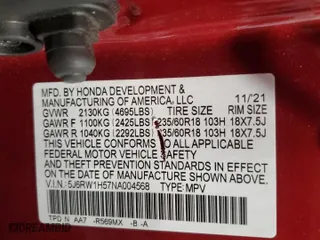 MFD. BY HONDA DEVELOPMENT &
MANUFACTURING OF AMERICA, LLC 11/'21
GVWR 2130KG (4695LBS) TIRE SIZE RIM SIZE
GAWR F 1100KG (2425LBS) 235/60R18 103H 18X7.5J
GAWR R 1040KG (2292LBS) 235/60R18 103H 18X7.5J
THIS VEHICLE CONFORMS TO ALL APPLICABLE
FEDERAL MOTOR VEHICLE SAFETY AND THEFT
PREVENTION STANDARDS IN EFFECT
ON THE DATE OF MANUFACTURE SHOWN ABOVE.
V.I.N: 5J6RW1H57NA004568 TYPE: MPV
TPD N AA7 -R569MX -B -A